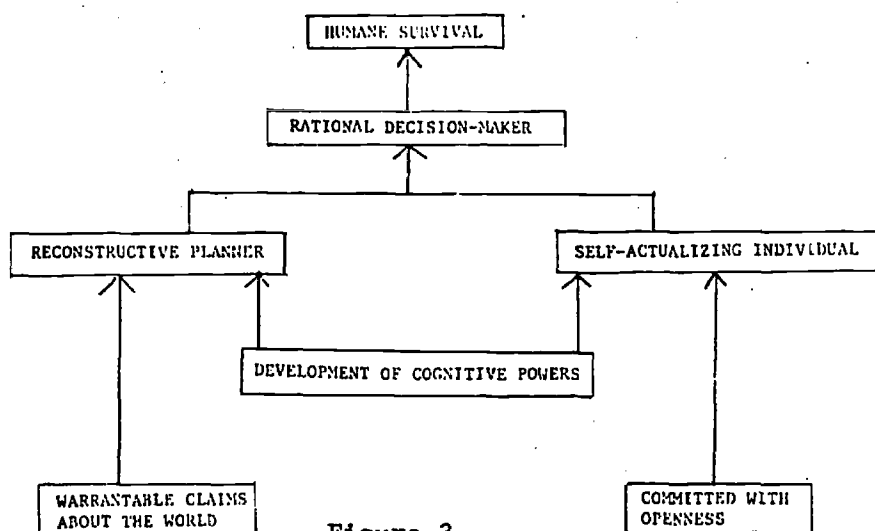 HUMANE SURVIVAL
RATIONAL DECISION-MAKER
RECONSTRUCTIVE PLANNER
SELF-ACTUALIZING INDIVIDUAL
DEVELOPMENT OF COGNITIVE POWERS
WARRANTABLE CLAIMS
ABOUT THE WORLD
COMMITTED WITH
OPENNESS
Figure